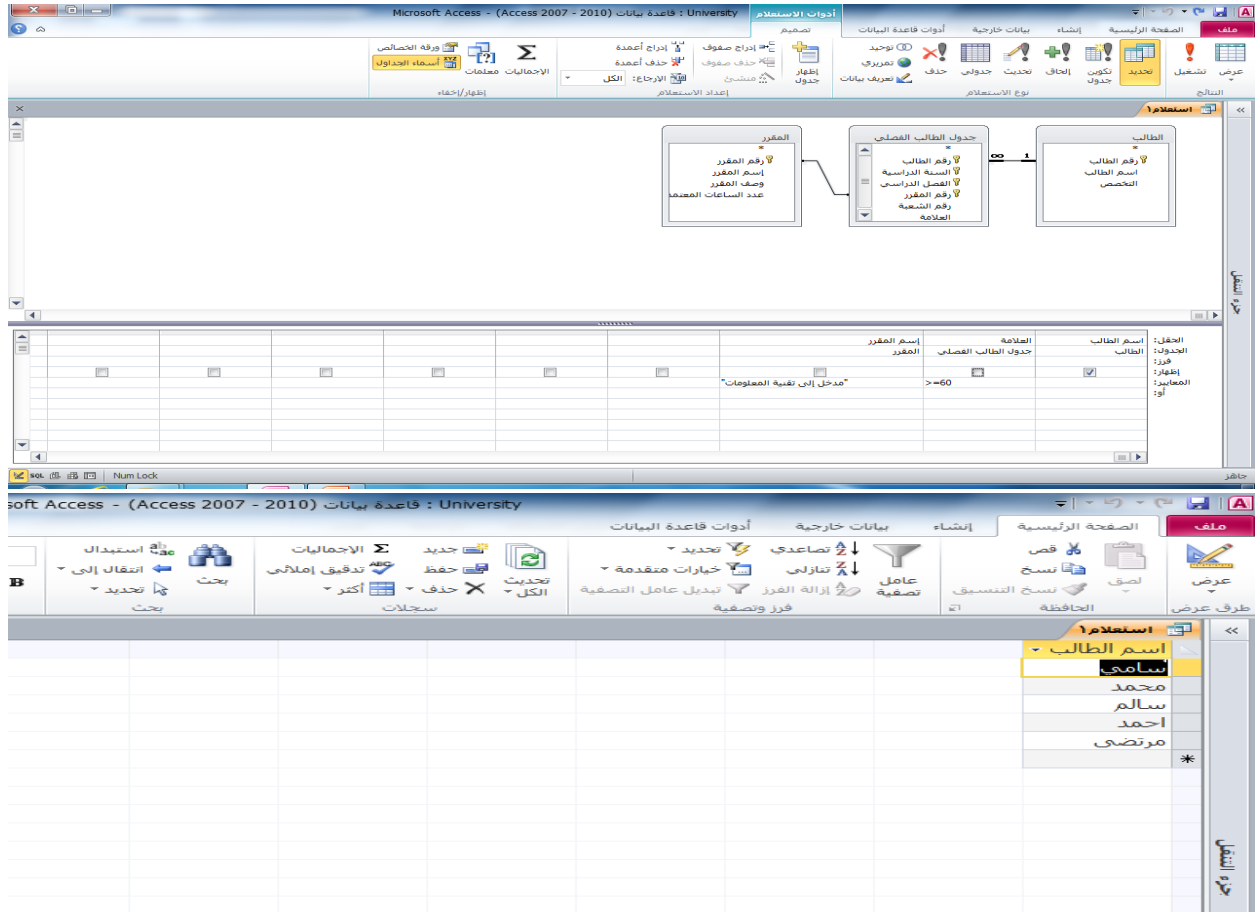 University : قاعدة بيانات (Access 2007 - 2010) - Microsoft Access
أدوات الاستعلام
ملف
الصفحة الرئيسية
إنشاء
بيانات خارجية
أدوات قاعدة البيانات
تصميم
عرض
تشغيل
تحديد
تكوين جدول
إلحاق
تحديث
جدولي
حذف
توحيد
تمريري
تعريف بيانات
إظهار جدول
إدراج صفوف
حذف صفوف
منشئ
إدراج أعمدة
حذف أعمدة
الإرجاع: الكل
الإجماليات
معلمات
ورقة الخصائص
أسماء الجداول
النتائج
نوع الاستعلام
إعداد الاستعلام
إظهار/إخفاء
استعلام١
الطالب
*
رقم الطالب
اسم الطالب
التخصص
1
∞
جدول الطالب الفصلي
*
رقم الطالب
السنة الدراسية
الفصل الدراسي
رقم المقرر
رقم الشعبة
العلامة
المقرر
*
رقم المقرر
إسم المقرر
وصف المقرر
عدد الساعات المعتمد
جزء التنقل
الحقل: اسم الطالب العلامة إسم المقرر
الجدول: الطالب جدول الطالب الفصلي المقرر
فرز:
إظهار:
المعايير: >=60 "مدخل إلى تقنية المعلومات"
أو:
جاهز
Num Lock
SQL
University : قاعدة بيانات (Access 2007 - 2010) - soft Access
ملف
الصفحة الرئيسية
إنشاء
بيانات خارجية
أدوات قاعدة البيانات
عرض
لصق
قص
نسخ
نسخ التنسيق
عامل تصفية
تصاعدي
تنازلي
إزالة الفرز
تحديد
خيارات متقدمة
تبديل عامل التصفية
تحديث الكل
جديد
حفظ
حذف
الإجماليات
تدقيق إملائي
أكثر
بحث
استبدال
انتقال إلى
تحديد
B
طرق عرض
الحافظة
فرز وتصفية
سجلات
بحث
استعلام١
اسم الطالب
سامي
محمد
سالم
احمد
مرتضى
*
جزء التنقل